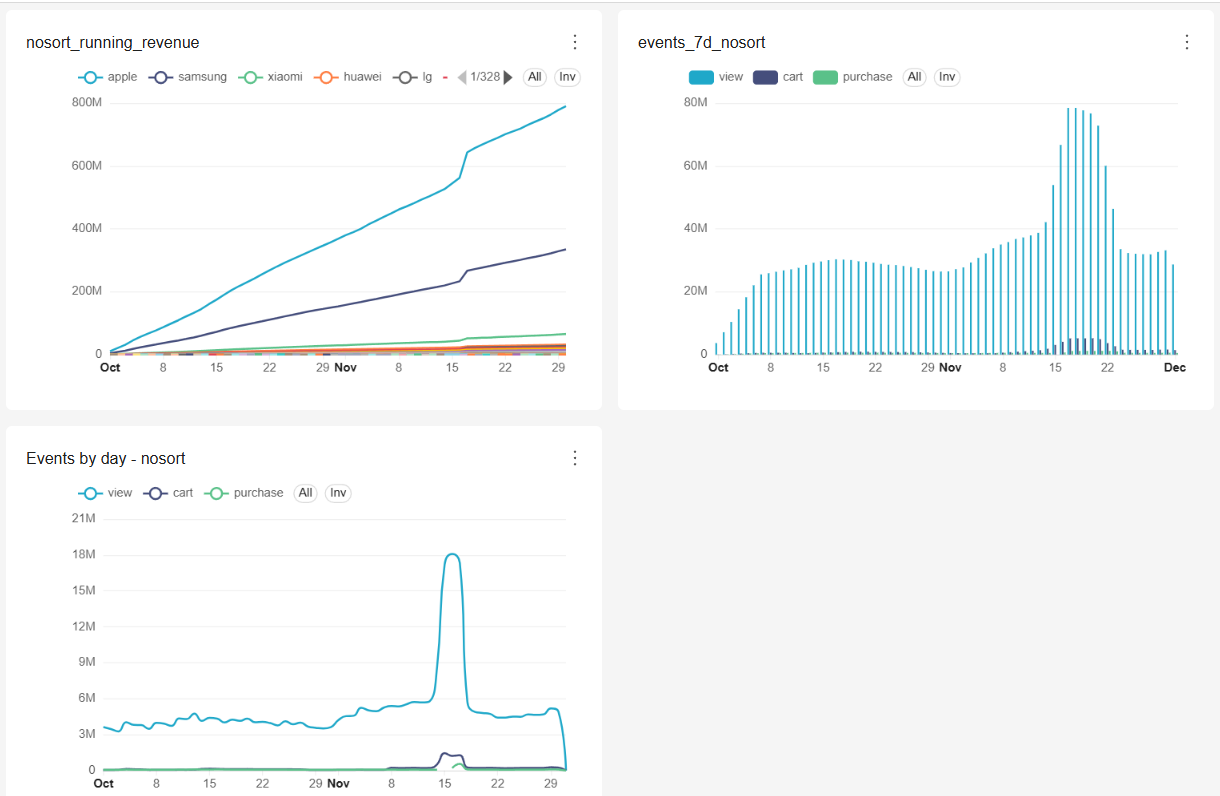 nosort_running_revenue
apple samsung xiaomi huawei lg 1/328 All Inv
800M
600M
400M
200M
0
Oct 8 15 22 29 Nov 8 15 22 29
events_7d_nosort
view cart purchase All Inv
80M
60M
40M
20M
0
Oct 8 15 22 29 Nov 8 15 22 Dec
Events by day - nosort
view cart purchase All Inv
21M
18M
15M
12M
9M
6M
3M
0
Oct 8 15 22 29 Nov 8 15 22 29